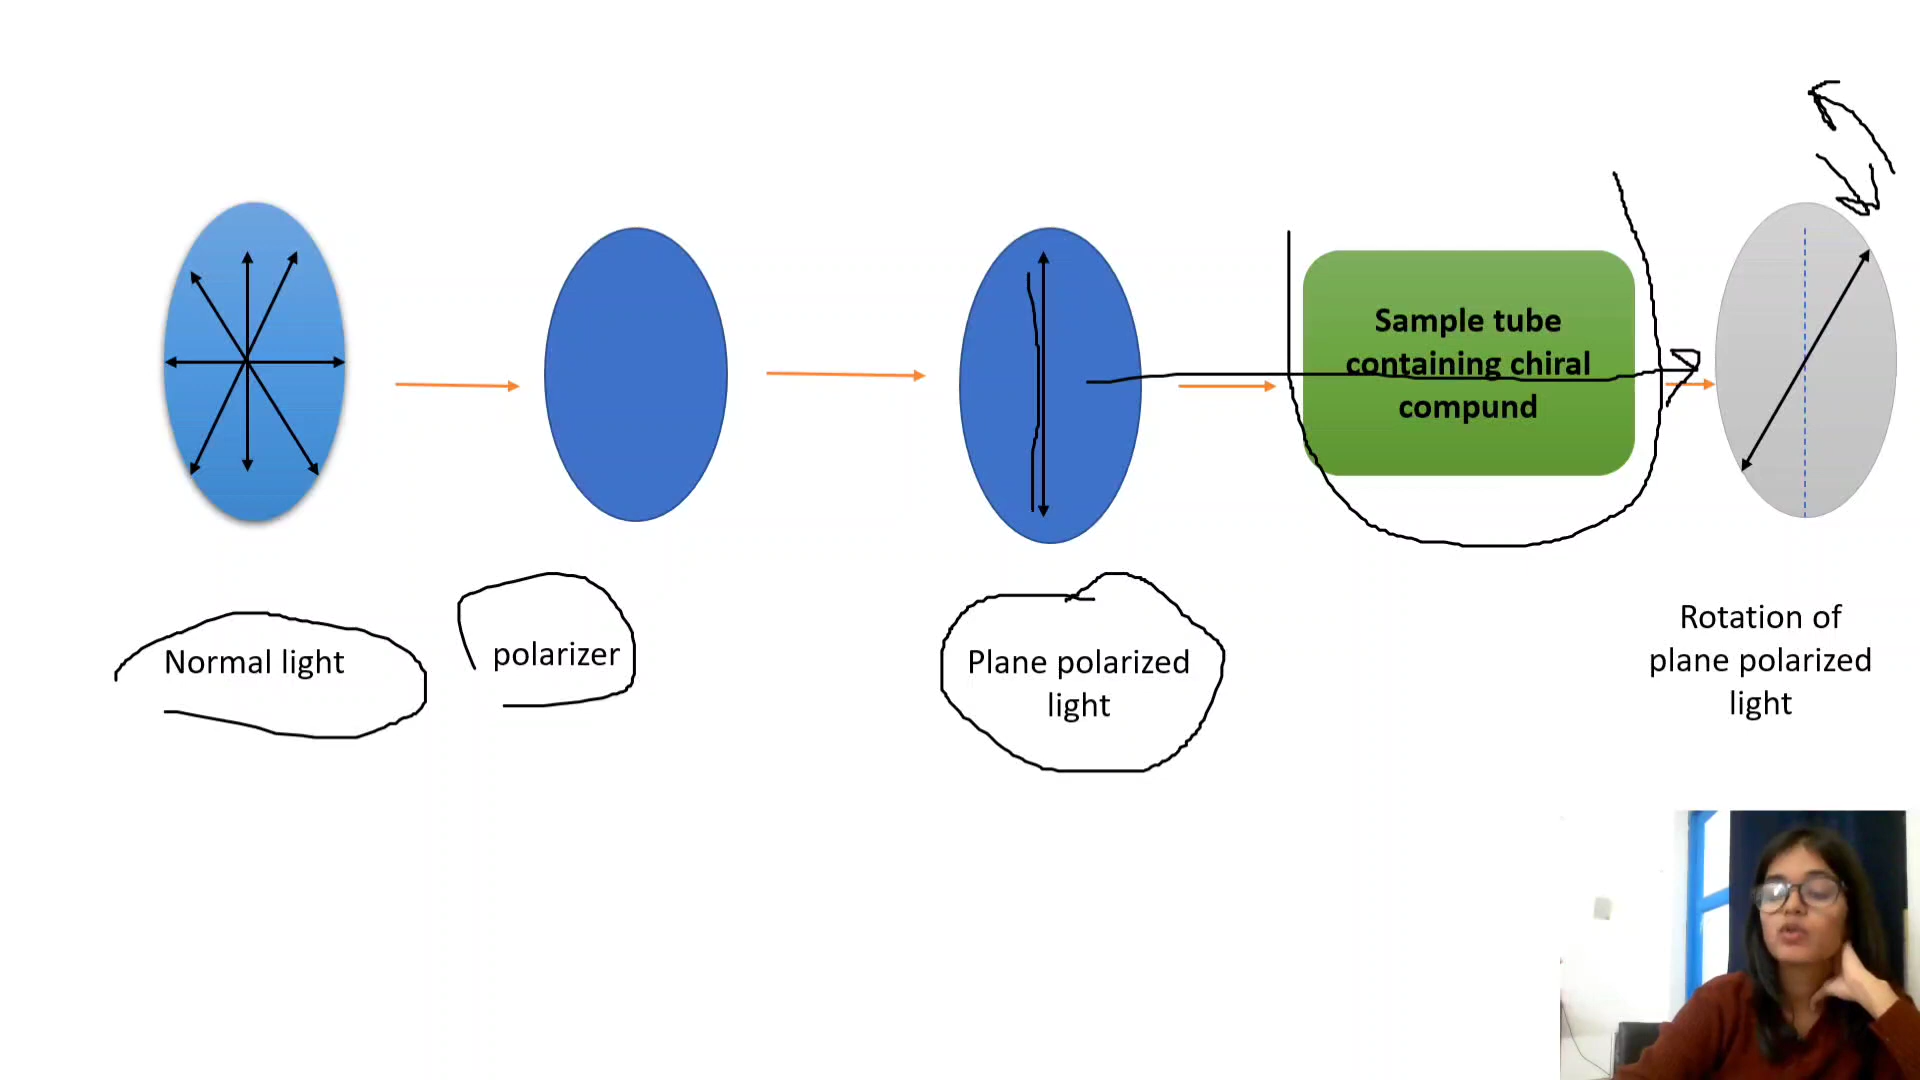 Normal light
polarizer
Plane polarized
light
Sample tube
containing chiral
compund
Rotation of
plane polarized
light